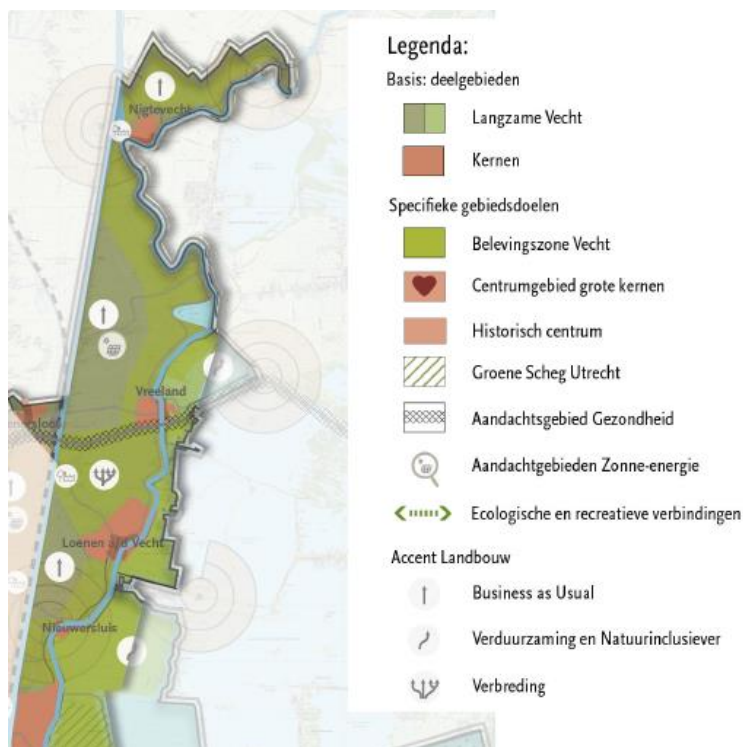 Nigtevecht
Vreeland
Loenen a/d Vecht
Nieuwersluis
Legenda:
Basis: deelgebieden
Langzame Vecht
Kernen
Specifieke gebiedsdoelen
Belevingszone Vecht
Centrumgebied grote kernen
Historisch centrum
Groene Scheg Utrecht
Aandachtsgebied Gezondheid
Aandachtgebieden Zonne-energie
Ecologische en recreatieve verbindingen
Accent Landbouw
Business as Usual
Verduurzaming en Natuurinclusiever
Verbreding